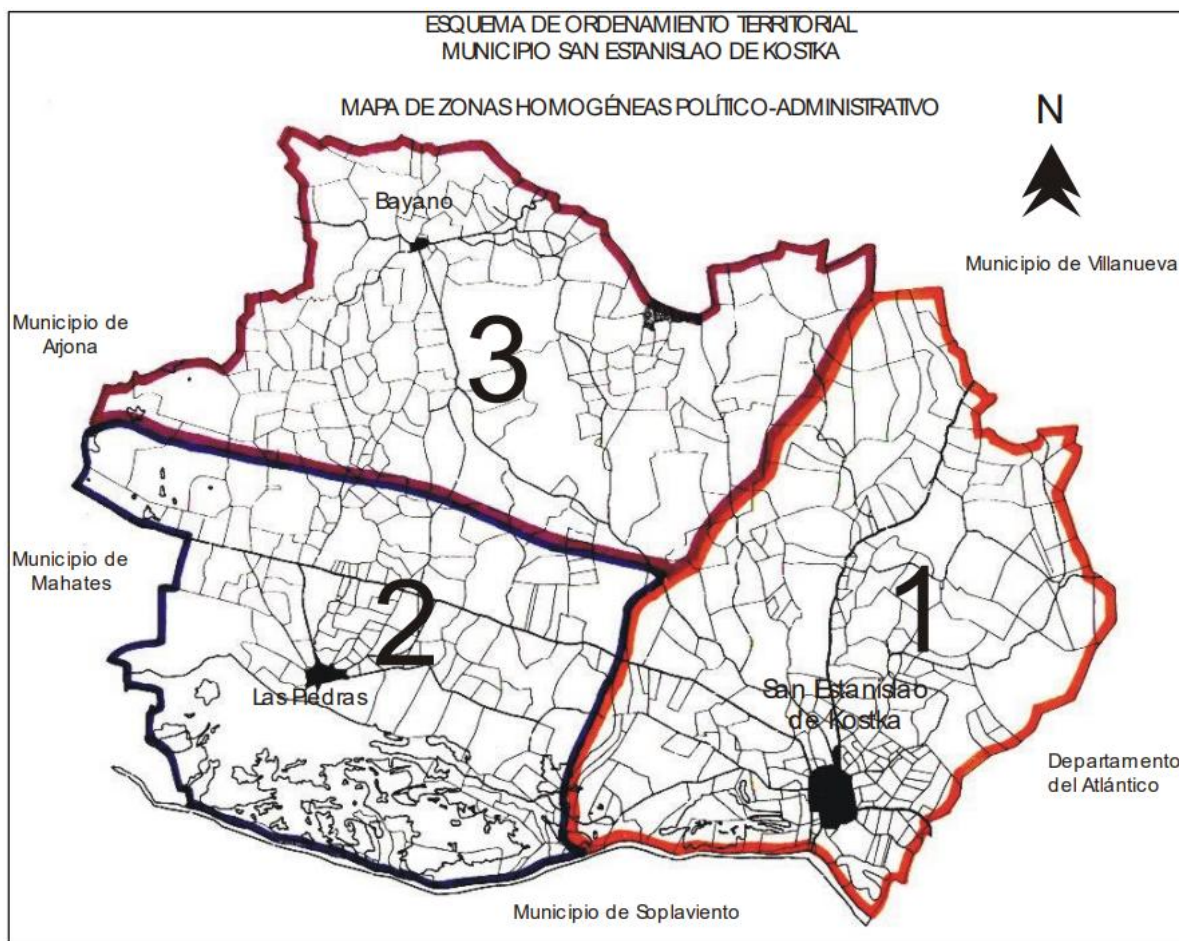 ESQUEMA DE ORDENAMIENTO TERRITORIAL
MUNICIPIO SAN ESTANISLAO DE KOSTKA
MAPA DE ZONAS HOMOGÉNEAS POLÍTICO-ADMINISTRATIVO
N
Bayano
Municipio de Villanueva
Municipio de
Arjona
3
Municipio de
Mahates
2
1
Las Piedras
San Estanislao
de Kostka
Departamento
del Atlántico
Municipio de Soplaviento